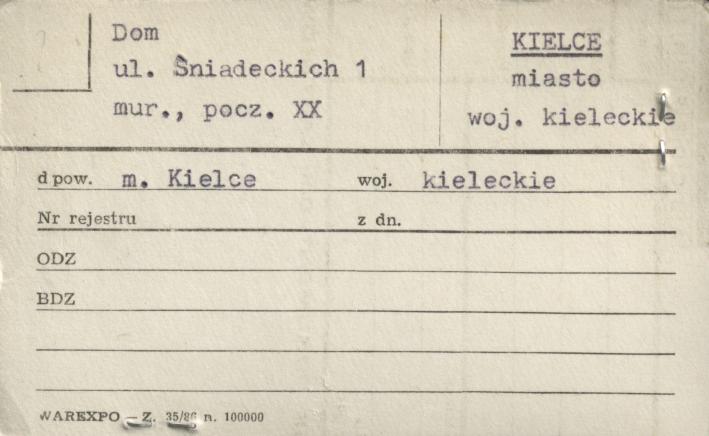 Dom
ul. Śniadeckich 1
mur., pocz. XX
KIELCE
miasto
woj. kieleckie
d pow. m. Kielce woj. kieleckie
Nr rejestru z dn.
ODZ
BDZ
WAREXPO — Z. 35/86 n. 100000